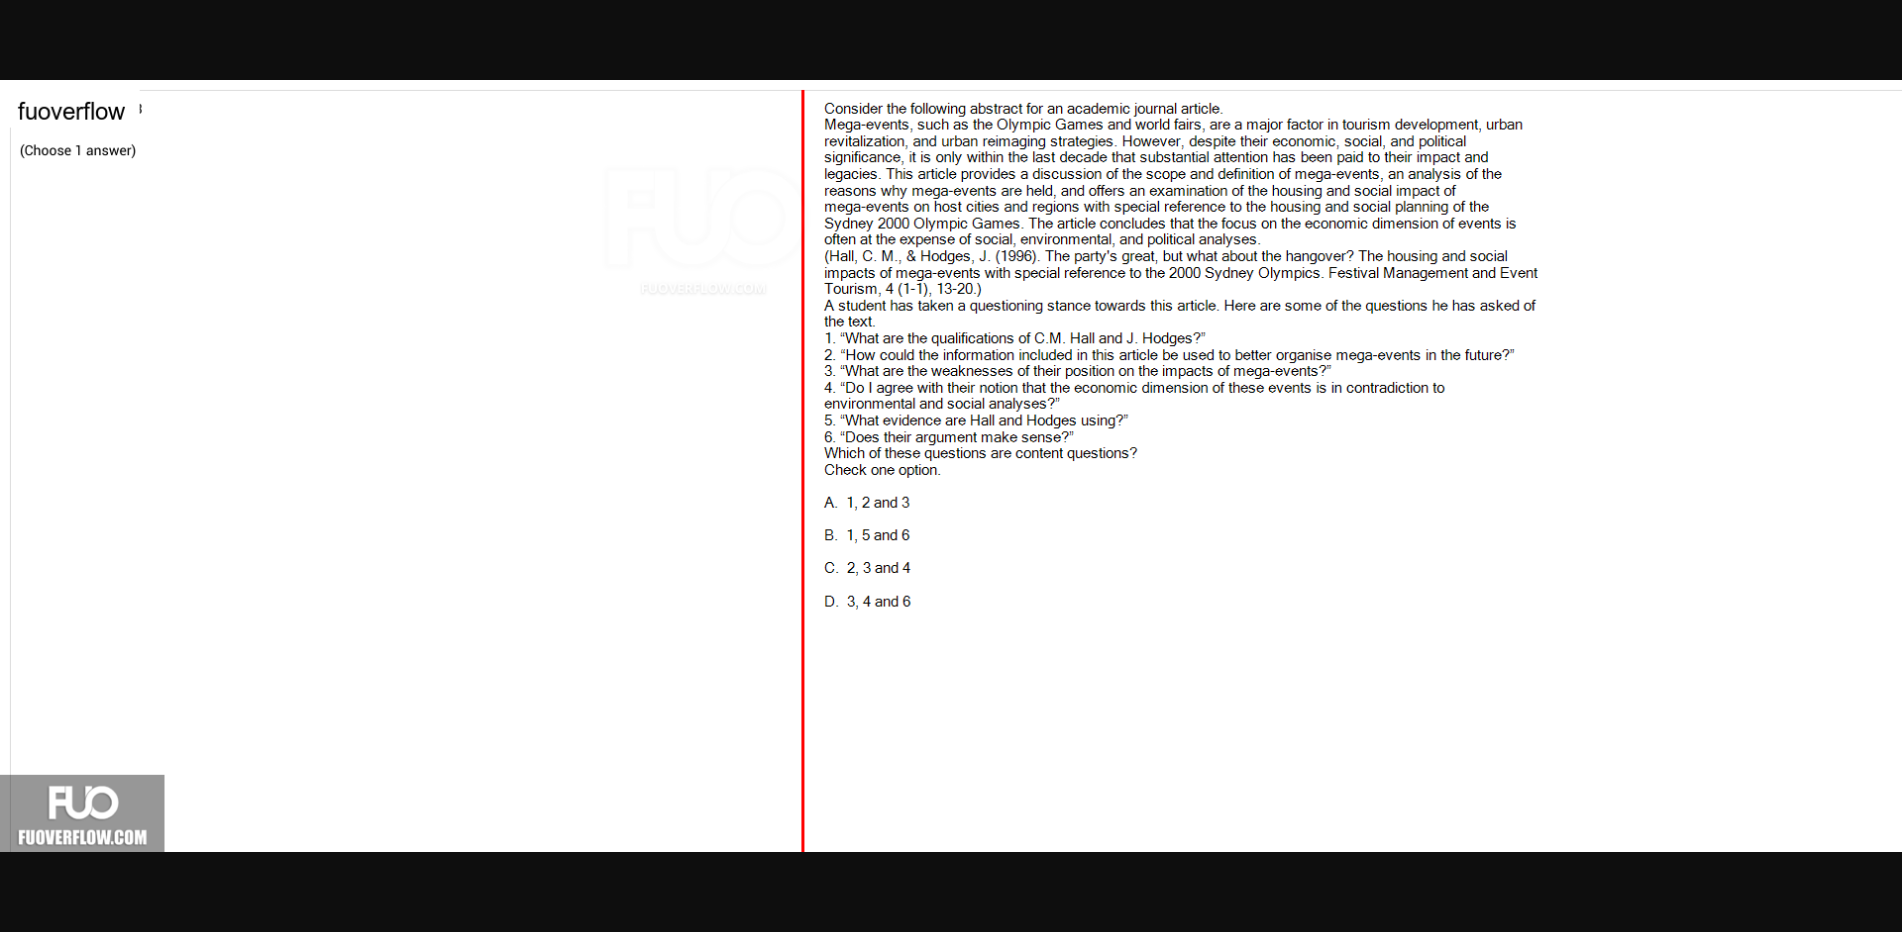 fuoverflow
(Choose 1 answer)
FUO
FUOVERFLOW.COM
Consider the following abstract for an academic journal article.
Mega-events, such as the Olympic Games and world fairs, are a major factor in tourism development, urban
revitalization, and urban reimaging strategies. However, despite their economic, social, and political
significance, it is only within the last decade that substantial attention has been paid to their impact and
legacies. This article provides a discussion of the scope and definition of mega-events, an analysis of the
reasons why mega-events are held, and offers an examination of the housing and social impact of
mega-events on host cities and regions with special reference to the housing and social planning of the
Sydney 2000 Olympic Games. The article concludes that the focus on the economic dimension of events is
often at the expense of social, environmental, and political analyses.
(Hall, C. M., & Hodges, J. (1996). The party's great, but what about the hangover? The housing and social
impacts of mega-events with special reference to the 2000 Sydney Olympics. Festival Management and Event
Tourism, 4 (1-1), 13-20.)
A student has taken a questioning stance towards this article. Here are some of the questions he has asked of
the text.
1. “What are the qualifications of C.M. Hall and J. Hodges?”
2. “How could the information included in this article be used to better organise mega-events in the future?”
3. “What are the weaknesses of their position on the impacts of mega-events?”
4. “Do I agree with their notion that the economic dimension of these events is in contradiction to
environmental and social analyses?”
5. “What evidence are Hall and Hodges using?”
6. “Does their argument make sense?”
Which of these questions are content questions?
Check one option.
A. 1, 2 and 3
B. 1, 5 and 6
C. 2, 3 and 4
D. 3, 4 and 6
FUO
FUOVERFLOW.COM